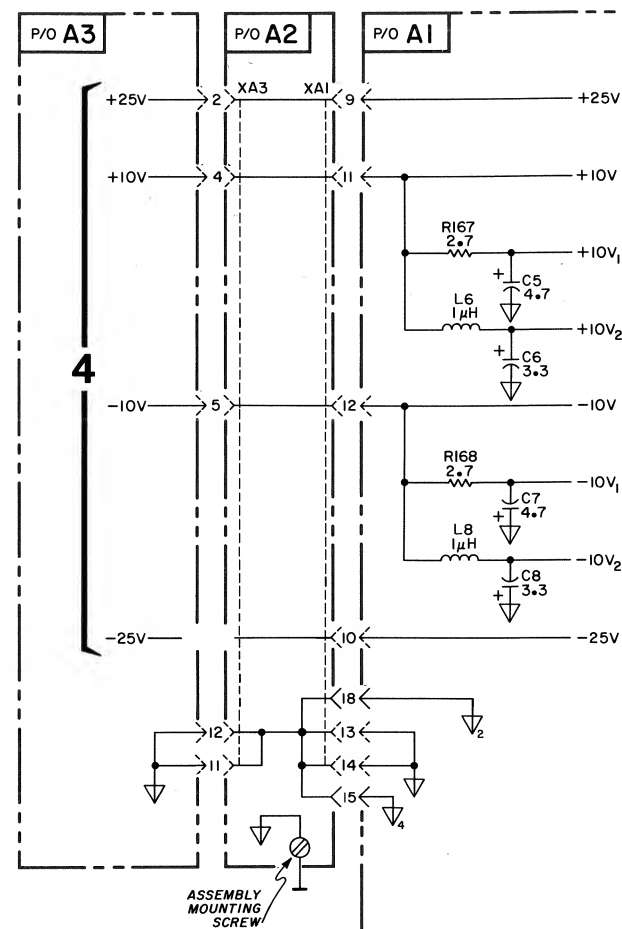 P/O A3
P/O A2
P/O A1
XA3 XA1
+25V 2 9 +25V
+10V 4 11 +10V
R167
2.7
+10V1
+ C5
4.7
L6
1µH
+10V2
+ C6
3.3
4
-10V 5 12 -10V
R168
2.7
-10V1
C7
+ 4.7
L8
1µH
-10V2
C8
+ 3.3
-25V 10 -25V
18
2
12 13
11 14
15
4
ASSEMBLY
MOUNTING
SCREW